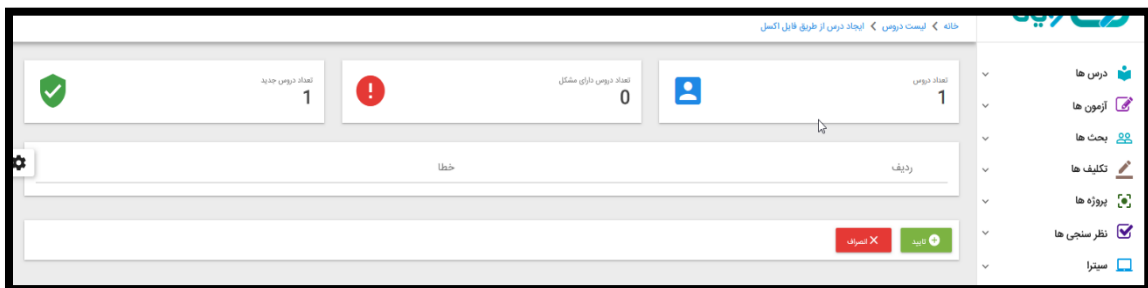 خانه ❯ لیست دروس ❯ ایجاد درس از طریق فایل اکسل
تعداد دروس
1
تعداد دروس دارای مشکل
0
تعداد دروس جدید
1
ردیف
خطا
تایید
انصراف
درس ها
آزمون ها
بحث ها
تکلیف ها
پروژه ها
نظر سنجی ها
سیترا